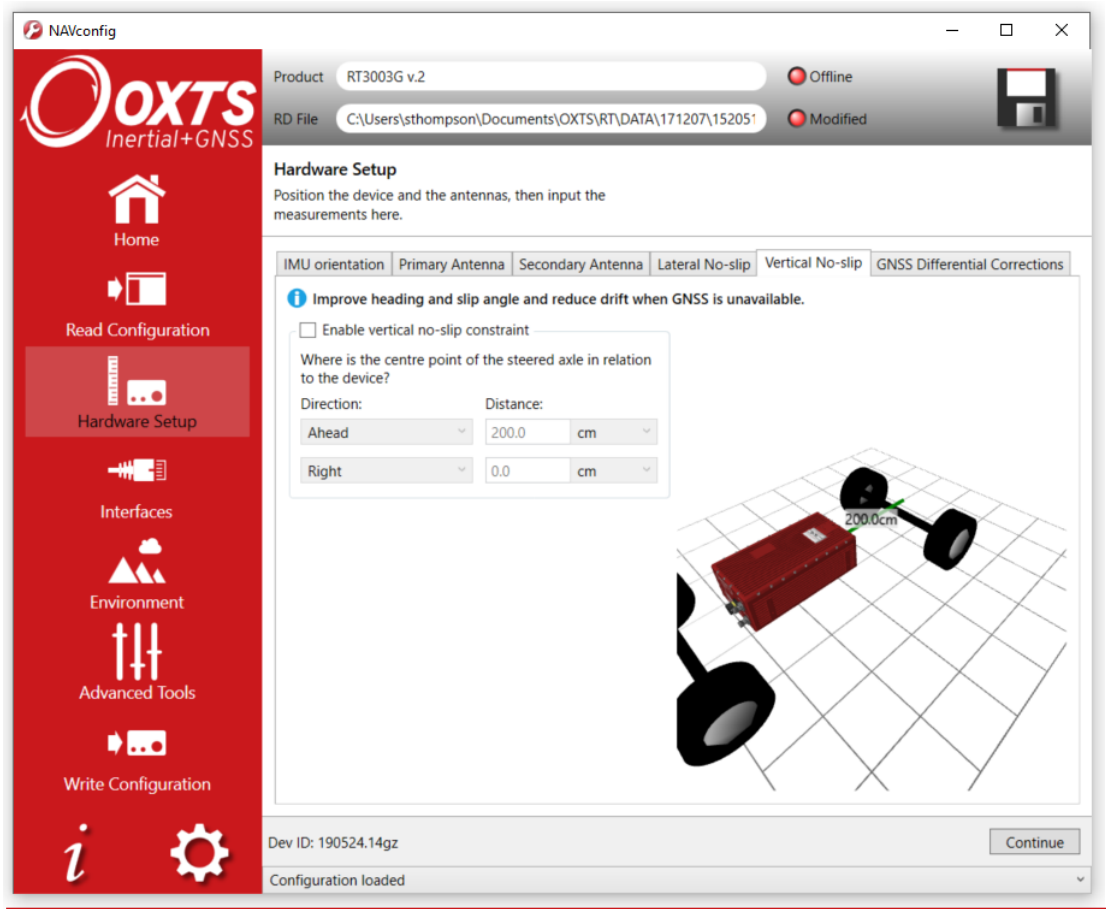 NAVconfig
OXTS
Inertial+GNSS
Product RT3003G v.2 Offline
RD File C:\Users\sthompson\Documents\OXTS\RT\DATA\171207\152051 Modified
Hardware Setup
Position the device and the antennas, then input the
measurements here.
Home
Read Configuration
Hardware Setup
Interfaces
Environment
Advanced Tools
Write Configuration
i
IMU orientation Primary Antenna Secondary Antenna Lateral No-slip Vertical No-slip GNSS Differential Corrections
Improve heading and slip angle and reduce drift when GNSS is unavailable.
Enable vertical no-slip constraint
Where is the centre point of the steered axle in relation
to the device?
Direction: Distance:
Ahead 200.0 cm
Right 0.0 cm
200.0cm
Dev ID: 190524.14gz Continue
Configuration loaded